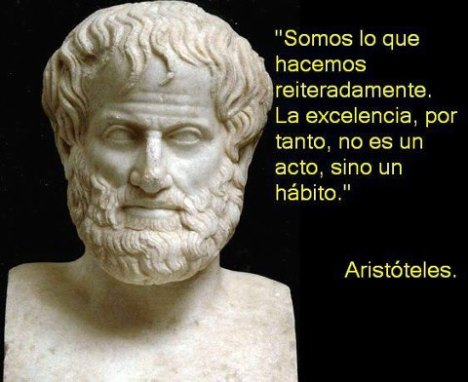 "Somos lo que
hacemos
reiteradamente.
La excelencia, por
tanto, no es un
acto, sino un
hábito."
Aristóteles.